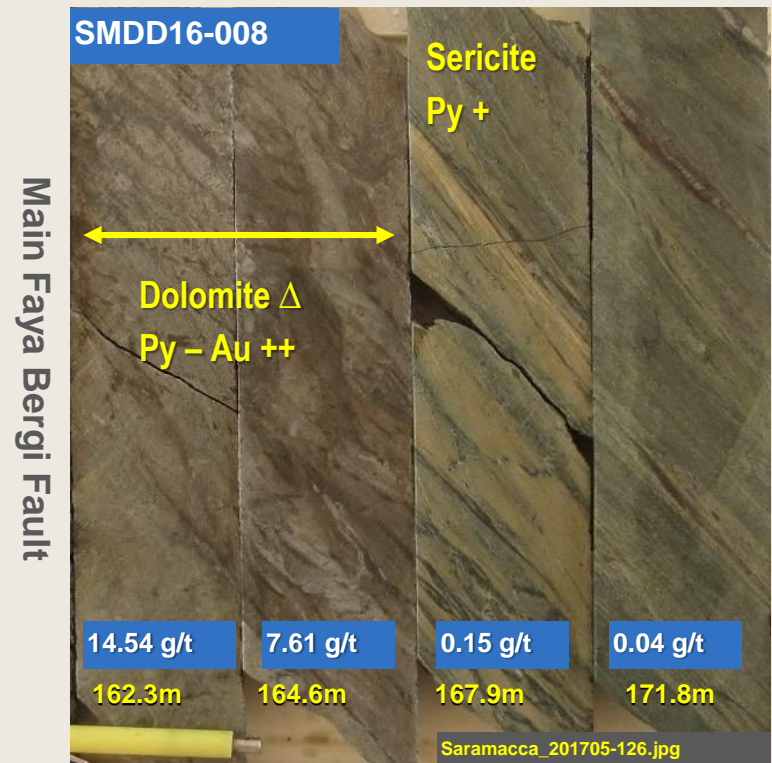 SMDD16-008
Main Faya Bergi Fault
Sericite
Py +
Dolomite Δ
Py – Au ++
14.54 g/t
7.61 g/t
0.15 g/t
0.04 g/t
162.3m
164.6m
167.9m
171.8m
Saramacca_201705-126.jpg